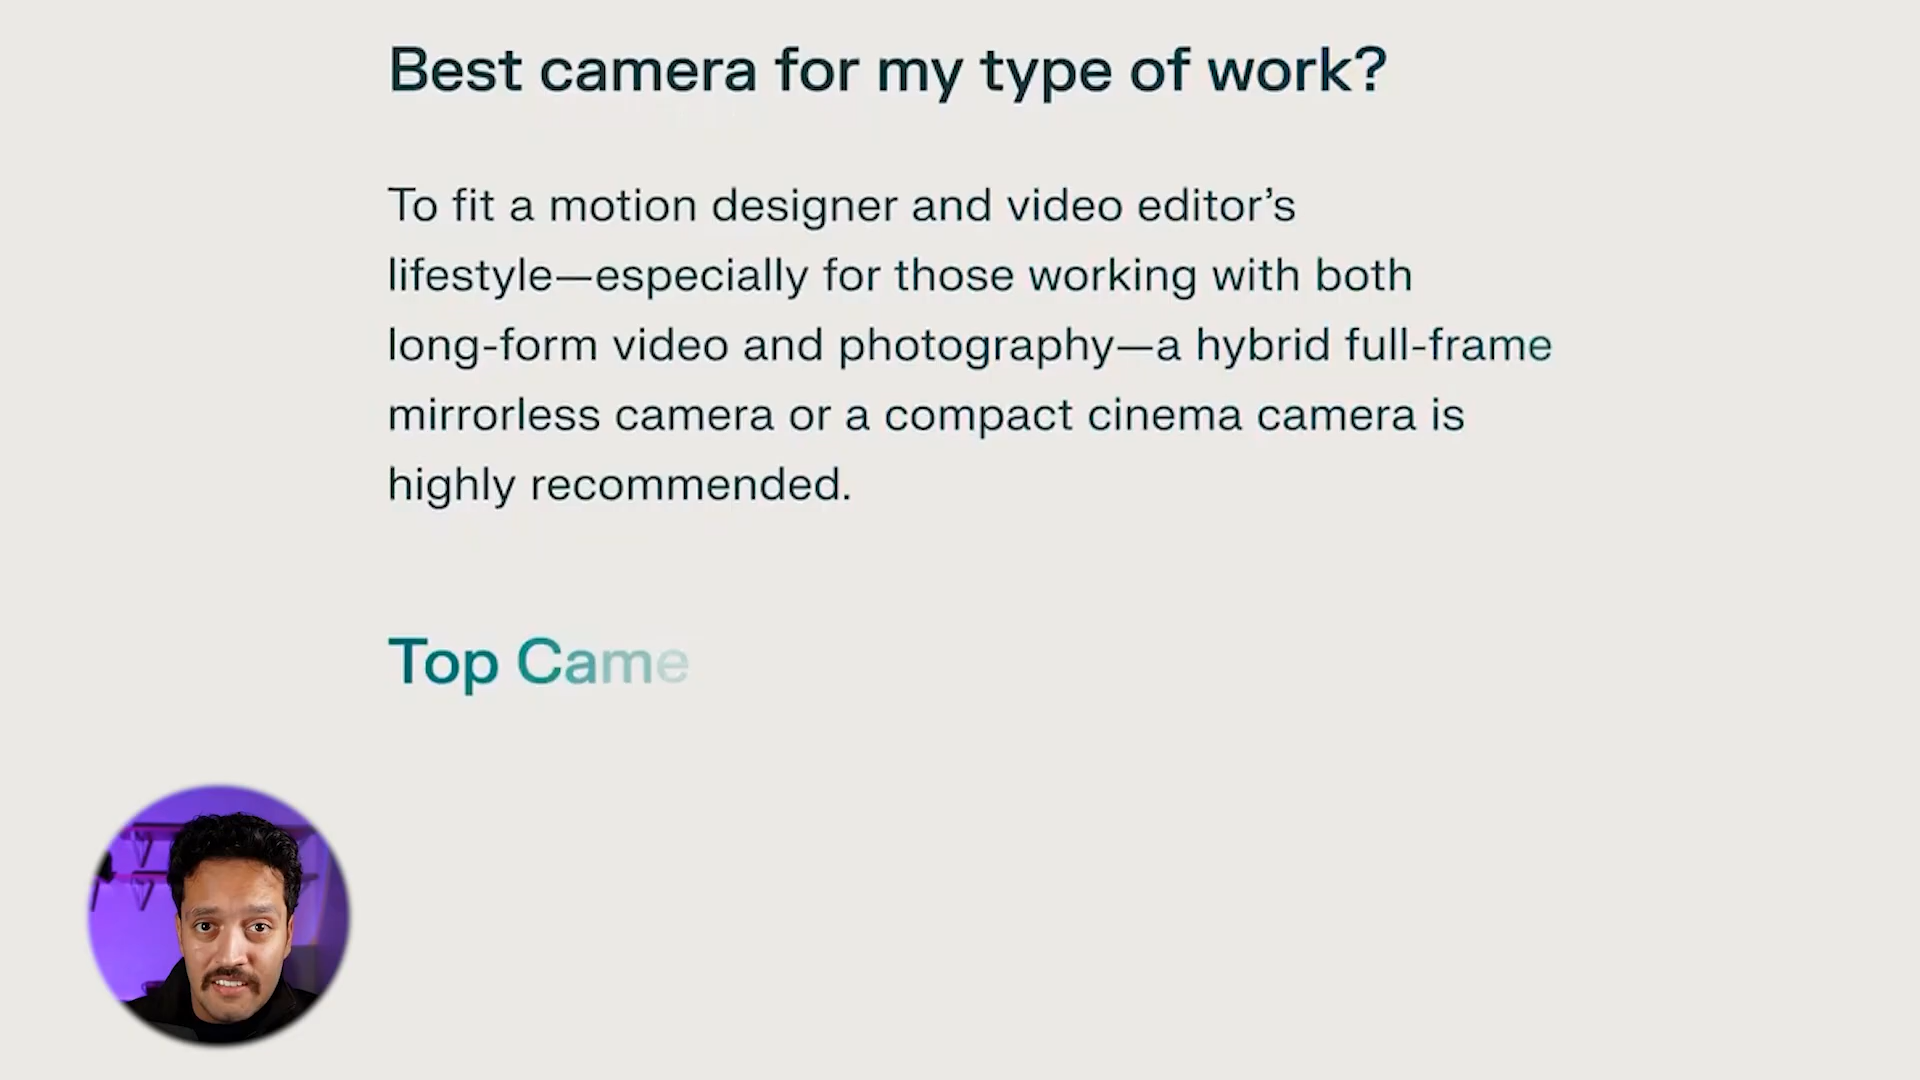 Best camera for my type of work?
To fit a motion designer and video editor’s
lifestyle—especially for those working with both
long-form video and photography—a hybrid full-frame
mirrorless camera or a compact cinema camera is
highly recommended.
Top Came